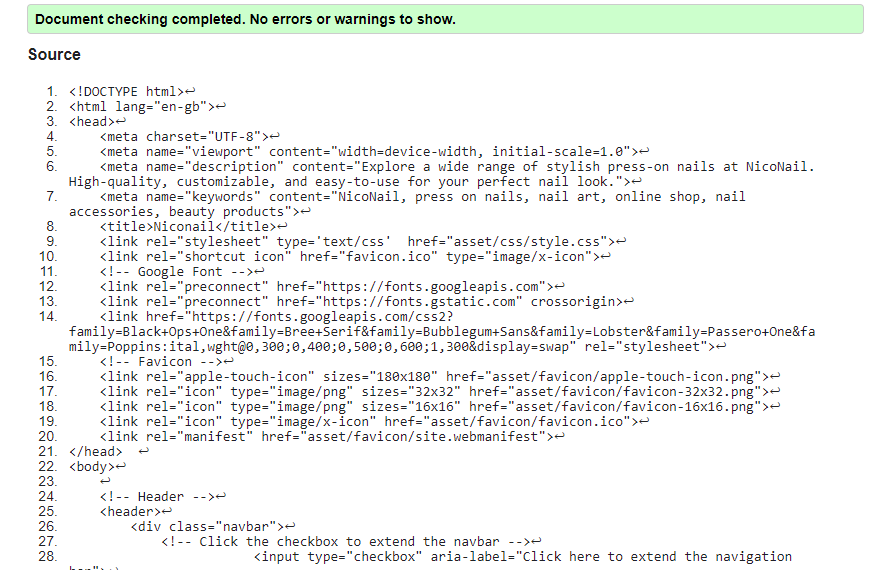 Document checking completed. No errors or warnings to show.
Source
1. <!DOCTYPE html>↩
2. <html lang="en-gb">↩
3. <head>↩
4.     <meta charset="UTF-8">↩
5.     <meta name="viewport" content="width=device-width, initial-scale=1.0">↩
6.     <meta name="description" content="Explore a wide range of stylish press-on nails at NicoNail.
High-quality, customizable, and easy-to-use for your perfect nail look.">↩
7.     <meta name="keywords" content="NicoNail, press on nails, nail art, online shop, nail
accessories, beauty products">↩
8.     <title>Niconail</title>↩
9.     <link rel="stylesheet" type='text/css'  href="asset/css/style.css">↩
10.     <link rel="shortcut icon" href="favicon.ico" type="image/x-icon">↩
11.     <!-- Google Font -->↩
12.     <link rel="preconnect" href="https://fonts.googleapis.com">↩
13.     <link rel="preconnect" href="https://fonts.gstatic.com" crossorigin>↩
14.     <link href="https://fonts.googleapis.com/css2?
family=Black+Ops+One&family=Bree+Serif&family=Bubblegum+Sans&family=Lobster&family=Passero+One&fa
mily=Poppins:ital,wght@0,300;0,400;0,500;0,600;1,300&display=swap" rel="stylesheet">↩
15.     <!-- Favicon -->↩
16.     <link rel="apple-touch-icon" sizes="180x180" href="asset/favicon/apple-touch-icon.png">↩
17.     <link rel="icon" type="image/png" sizes="32x32" href="asset/favicon/favicon-32x32.png">↩
18.     <link rel="icon" type="image/png" sizes="16x16" href="asset/favicon/favicon-16x16.png">↩
19.     <link rel="icon" type="image/x-icon" href="asset/favicon/favicon.ico">↩
20.     <link rel="manifest" href="asset/favicon/site.webmanifest">↩
21. </head>  ↩
22. <body>↩
23.     ↩
24.     <!-- Header -->↩
25.     <header>↩
26.         <div class="navbar">↩
27.             <!-- Click the checkbox to extend the navbar -->↩
28.                         <input type="checkbox" aria-label="Click here to extend the navigation